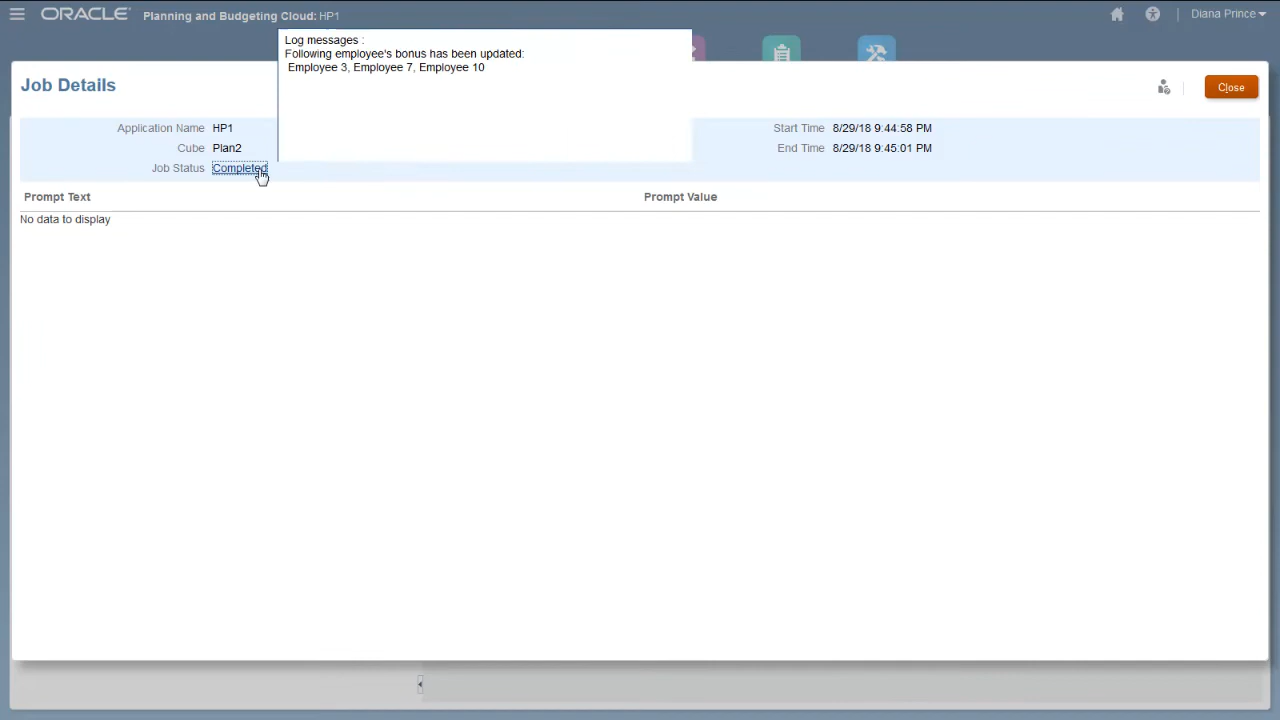 ORACLE Planning and Budgeting Cloud: HP1
Diana Prince
Log messages :
Following employee's bonus has been updated:
Employee 3, Employee 7, Employee 10
Job Details
Close
Application Name HP1
Start Time 8/29/18 9:44:58 PM
Cube Plan2
End Time 8/29/18 9:45:01 PM
Job Status Completed
Prompt Text
Prompt Value
No data to display